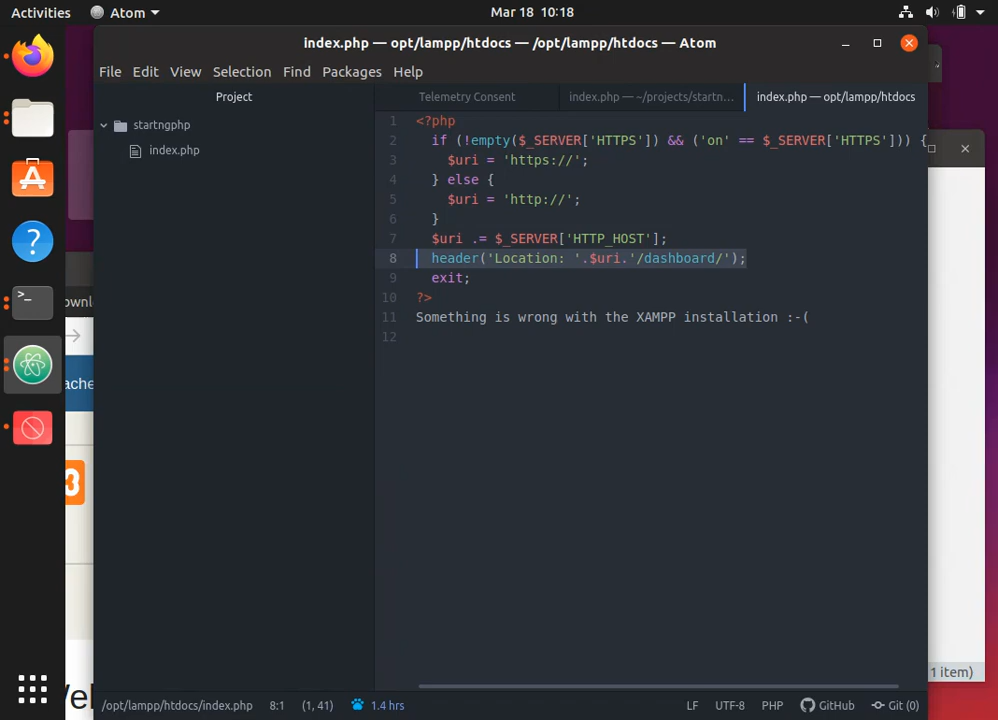 Activities
Atom
Mar 18 10:18
index.php — opt/lampp/htdocs — /opt/lampp/htdocs — Atom
File Edit View Selection Find Packages Help
Project
startngphp
index.php
Telemetry Consent
index.php — ~/projects/startn...
index.php — opt/lampp/htdocs
1 <?php
2 if (!empty($_SERVER['HTTPS']) && ('on' == $_SERVER['HTTPS'])) {
3 $uri = 'https://';
4 } else {
5 $uri = 'http://';
6 }
7 $uri .= $_SERVER['HTTP_HOST'];
8 header('Location: '.$uri.'/dashboard/');
9 exit;
10 ?>
11 Something is wrong with the XAMPP installation :-(
12
ownl
ache
Wel
1 item)
/opt/lampp/htdocs/index.php 8:1 (1, 41) 1.4 hrs LF UTF-8 PHP GitHub Git (0)